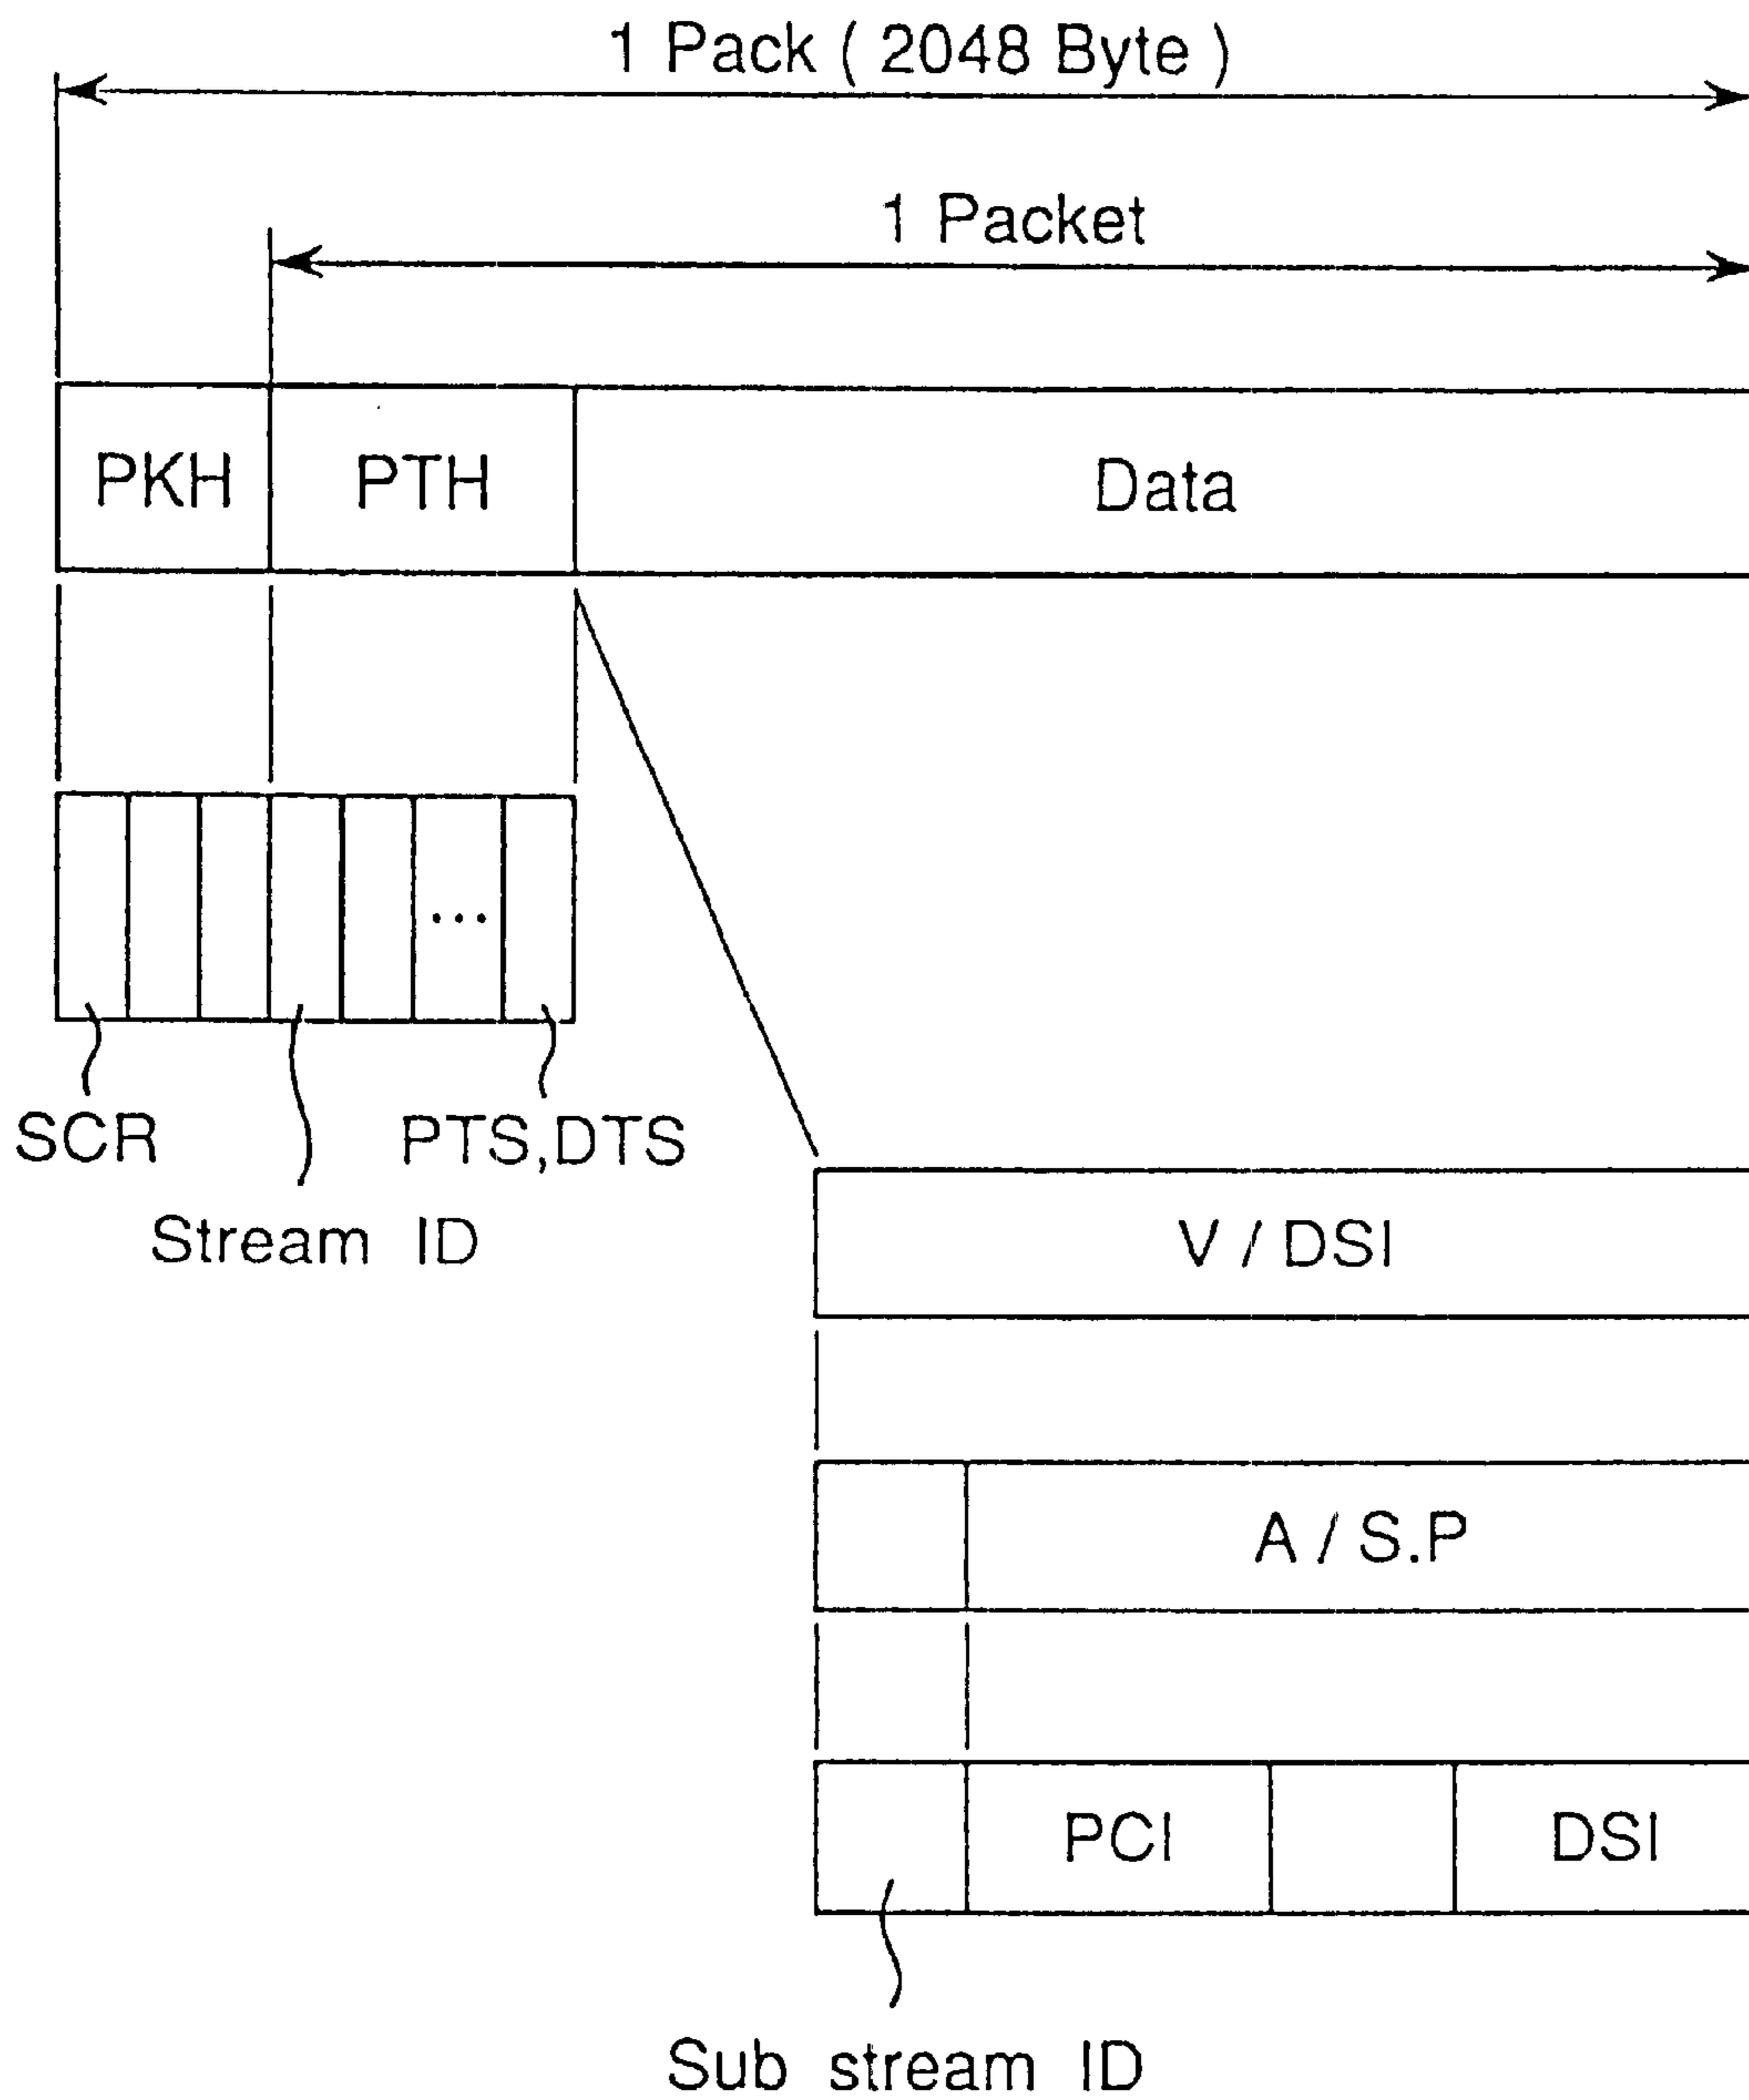 1 Pack ( 2048 Byte )
1 Packet
PKH PTH Data
...
SCR PTS,DTS
Stream ID
V / DSI
A / S.P
PCI DSI
Sub stream ID